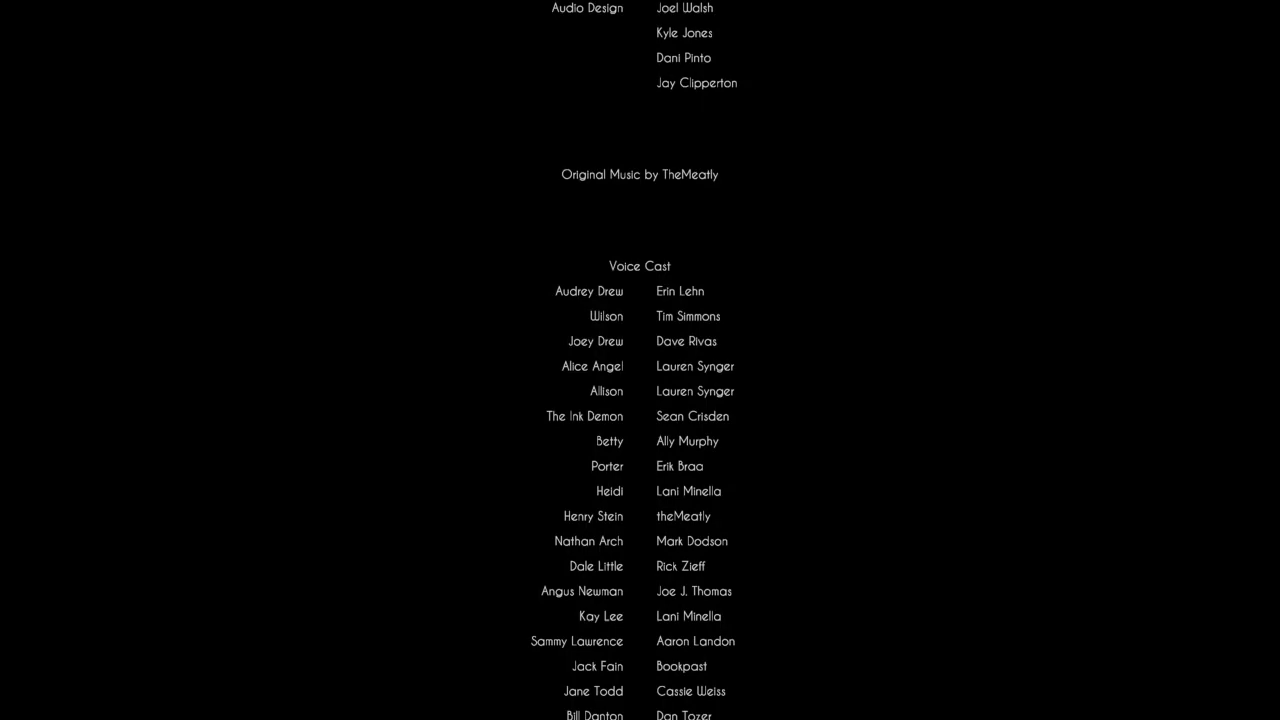 Audio Design Joel Walsh
Kyle Jones
Dani Pinto
Jay Clipperton
Original Music by TheMeatly
Voice Cast
Audrey Drew Erin Lehn
Wilson Tim Simmons
Joey Drew Dave Rivas
Alice Angel Lauren Synger
Allison Lauren Synger
The Ink Demon Sean Crisden
Betty Ally Murphy
Porter Erik Braa
Heidi Lani Minella
Henry Stein theMeatly
Nathan Arch Mark Dodson
Dale Little Rick Zieff
Angus Newman Joe J. Thomas
Kay Lee Lani Minella
Sammy Lawrence Aaron Landon
Jack Fain Bookpast
Jane Todd Cassie Weiss
Bill Danton Dan Tozer